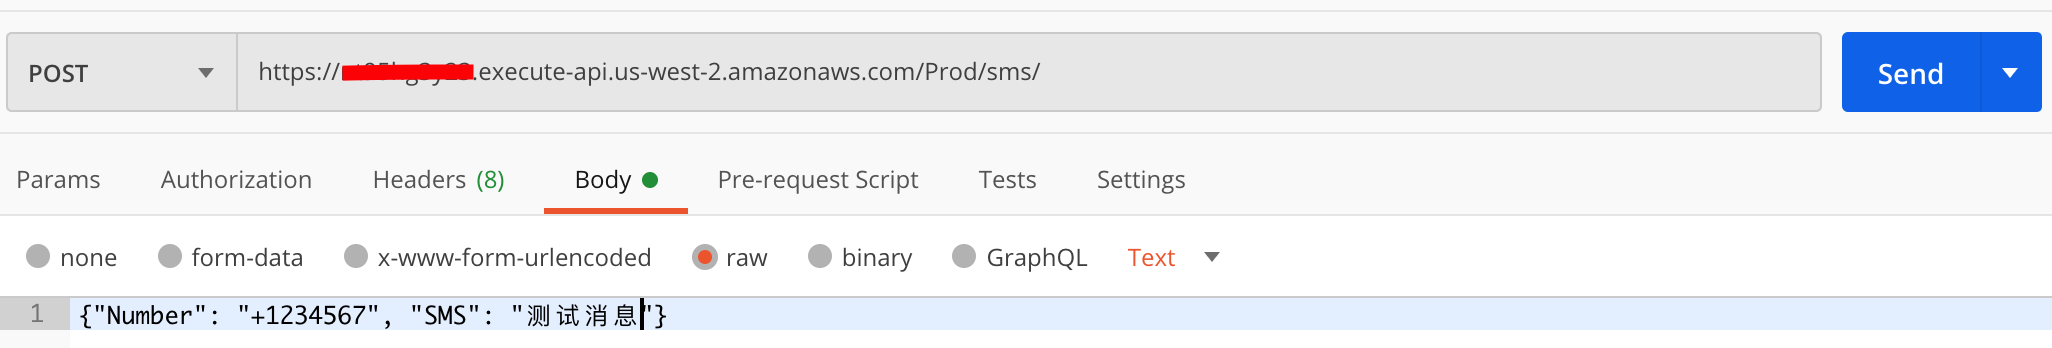 POST https://.execute-api.us-west-2.amazonaws.com/Prod/sms/ Send
Params Authorization Headers (8) Body Pre-request Script Tests Settings
none form-data x-www-form-urlencoded raw binary GraphQL Text
1 {"Number": "+1234567", "SMS": "测试消息"}